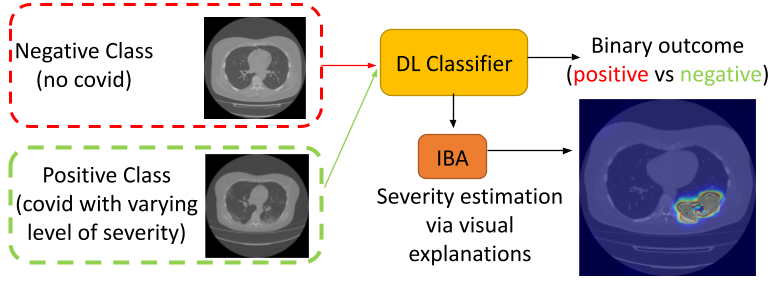 Negative Class
(no covid)
Positive Class
(covid with varying
level of severity)
DL Classifier
IBA
Severity estimation
via visual
explanations
Binary outcome
(positive vs negative)